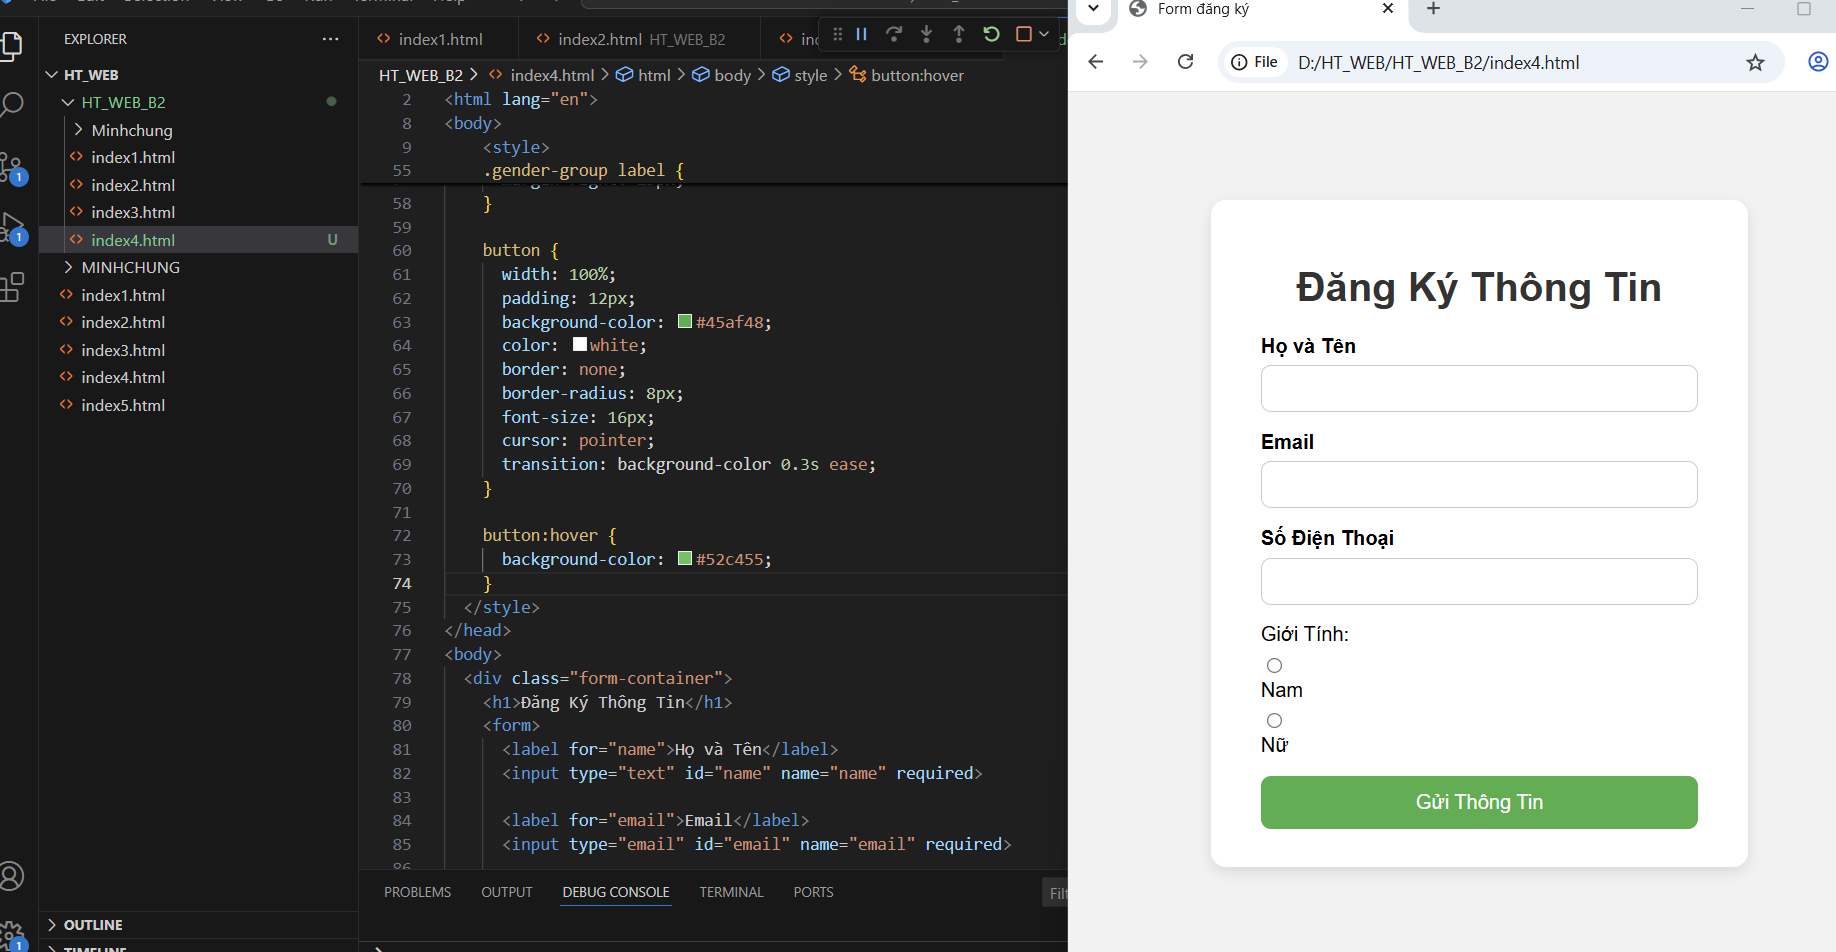 EXPLORER
HT_WEB
HT_WEB_B2
Minhchung
index1.html
index2.html
index3.html
index4.html U
MINHCHUNG
index1.html
index2.html
index3.html
index4.html
index5.html
OUTLINE
TIMELINE
1
1
1
index1.html
index2.html HT_WEB_B2
HT_WEB_B2 > index4.html > html > body > style > button:hover
2 <html lang="en">
8 <body>
9 <style>
55 .gender-group label {
58 }
59
60 button {
61 width: 100%;
62 padding: 12px;
63 background-color: #45af48;
64 color: white;
65 border: none;
66 border-radius: 8px;
67 font-size: 16px;
68 cursor: pointer;
69 transition: background-color 0.3s ease;
70 }
71
72 button:hover {
73 background-color: #52c455;
74 }
75 </style>
76 </head>
77 <body>
78 <div class="form-container">
79 <h1>Đăng Ký Thông Tin</h1>
80 <form>
81 <label for="name">Họ và Tên</label>
82 <input type="text" id="name" name="name" required>
83
84 <label for="email">Email</label>
85 <input type="email" id="email" name="email" required>
86
PROBLEMS OUTPUT DEBUG CONSOLE TERMINAL PORTS
Form đăng ký
File D:/HT_WEB/HT_WEB_B2/index4.html
Đăng Ký Thông Tin
Họ và Tên
Email
Số Điện Thoại
Giới Tính:
Nam
Nữ
Gửi Thông Tin